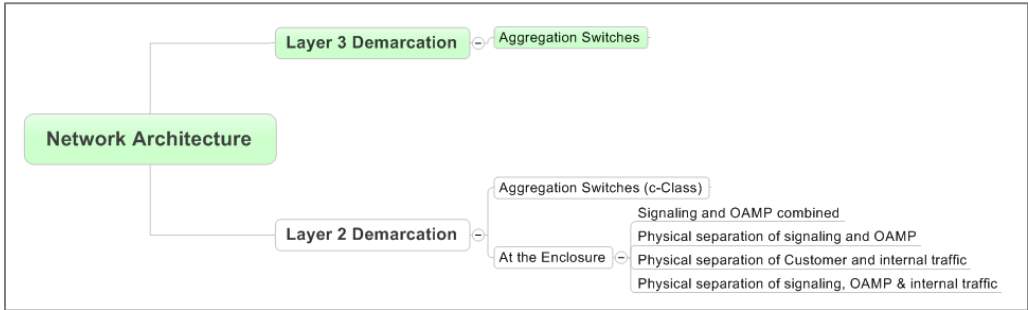 Network Architecture
Layer 3 Demarcation
Aggregation Switches
Layer 2 Demarcation
Aggregation Switches (c-Class)
At the Enclosure
Signaling and OAMP combined
Physical separation of signaling and OAMP
Physical separation of Customer and internal traffic
Physical separation of signaling, OAMP & internal traffic